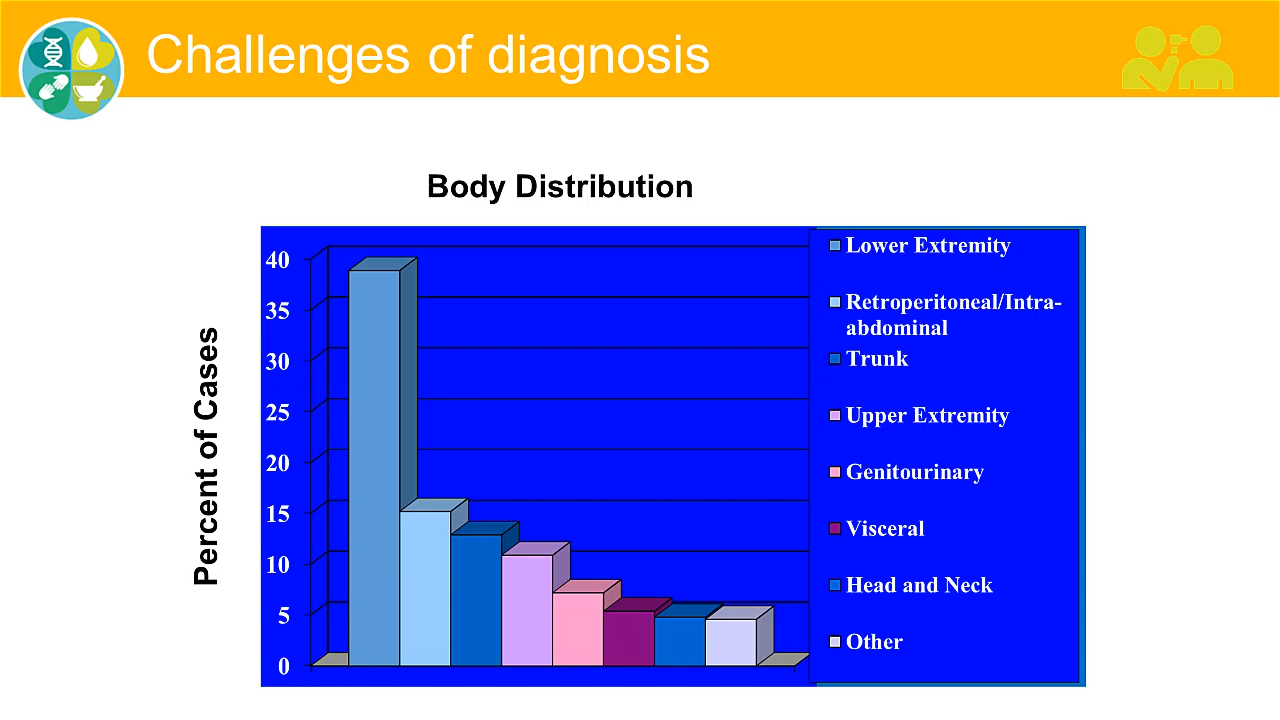 Challenges of diagnosis
Body Distribution
Percent of Cases
40
35
30
25
20
15
10
5
0
Lower Extremity
Retroperitoneal/Intra-
abdominal
Trunk
Upper Extremity
Genitourinary
Visceral
Head and Neck
Other